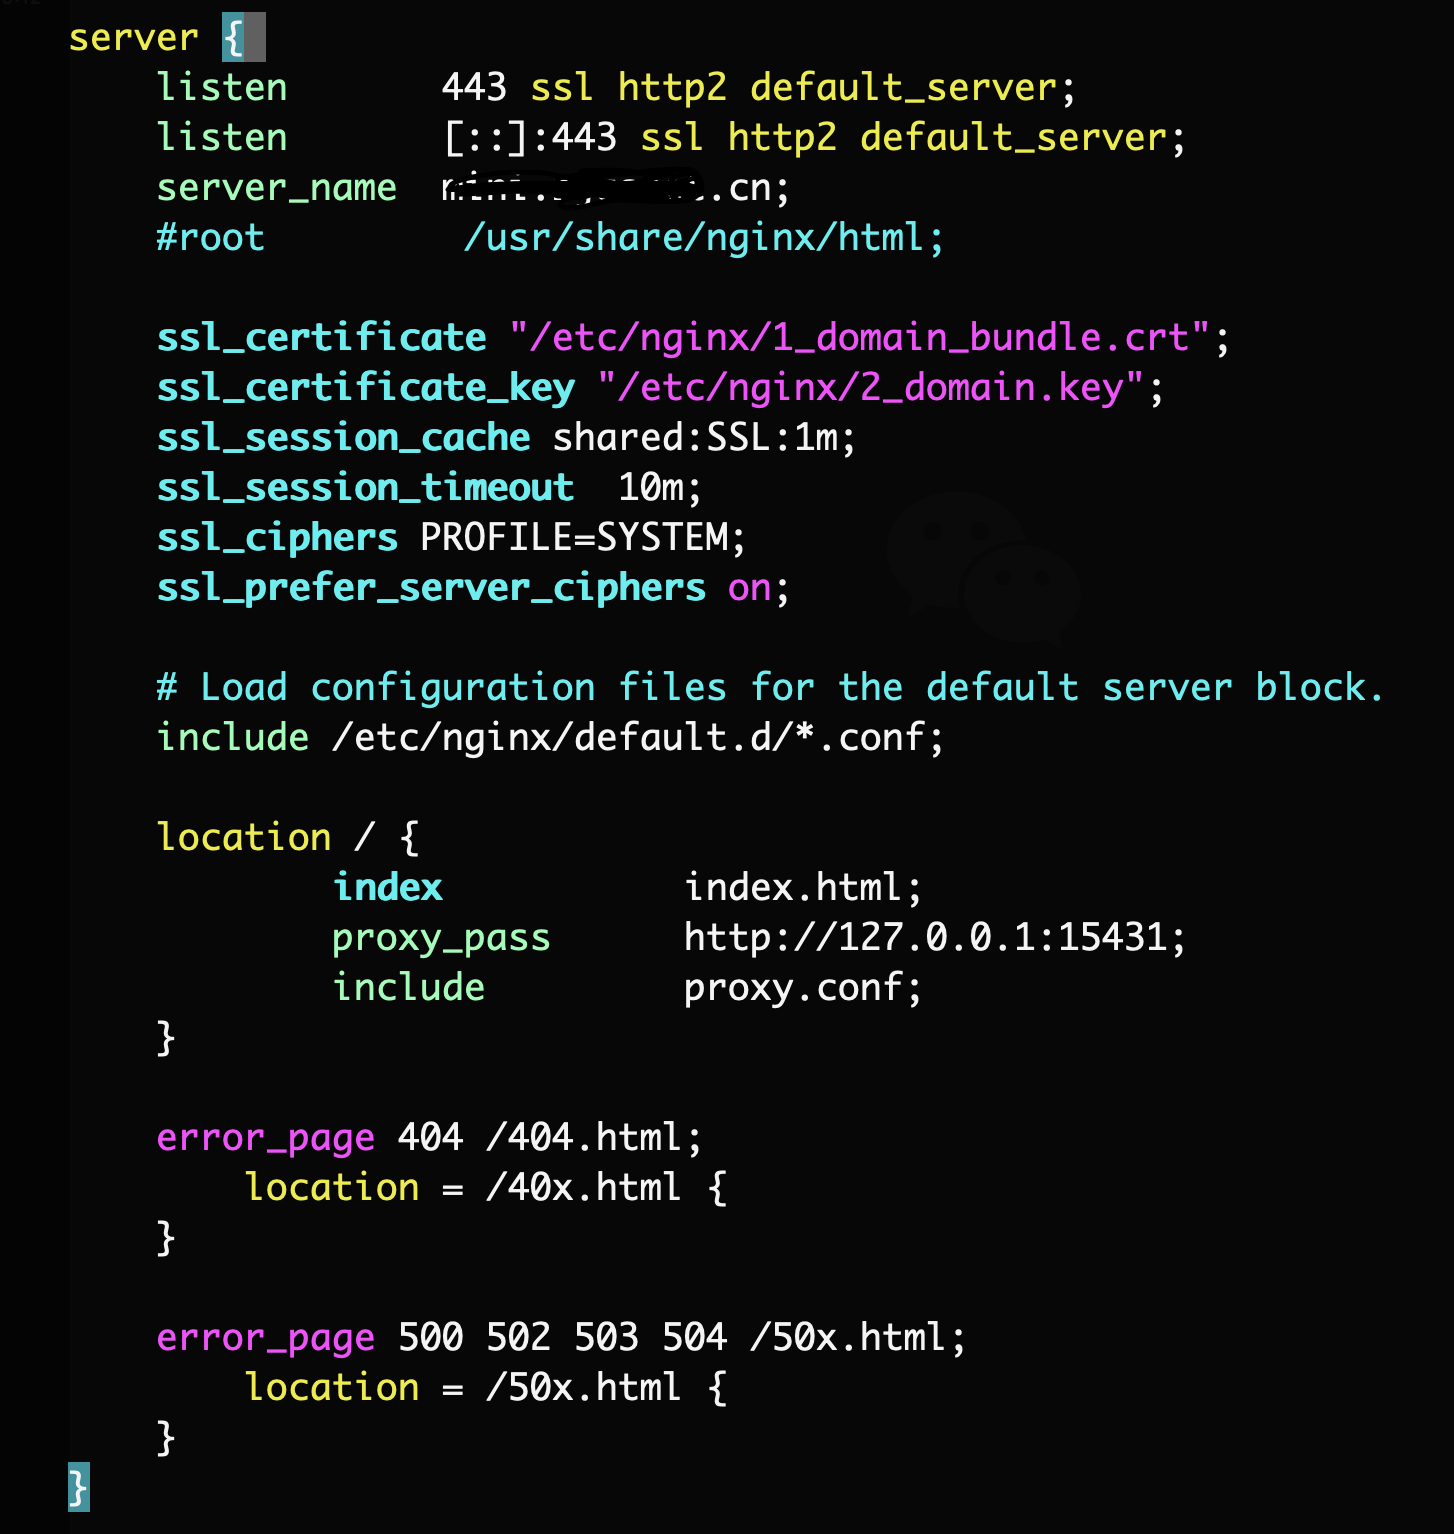 server {
    listen       443 ssl http2 default_server;
    listen       [::]:443 ssl http2 default_server;
    server_name  .cn;
    #root         /usr/share/nginx/html;

    ssl_certificate "/etc/nginx/1_domain_bundle.crt";
    ssl_certificate_key "/etc/nginx/2_domain.key";
    ssl_session_cache shared:SSL:1m;
    ssl_session_timeout  10m;
    ssl_ciphers PROFILE=SYSTEM;
    ssl_prefer_server_ciphers on;

    # Load configuration files for the default server block.
    include /etc/nginx/default.d/*.conf;

    location / {
            index           index.html;
            proxy_pass      http://127.0.0.1:15431;
            include         proxy.conf;
    }

    error_page 404 /404.html;
        location = /40x.html {
    }

    error_page 500 502 503 504 /50x.html;
        location = /50x.html {
    }
}